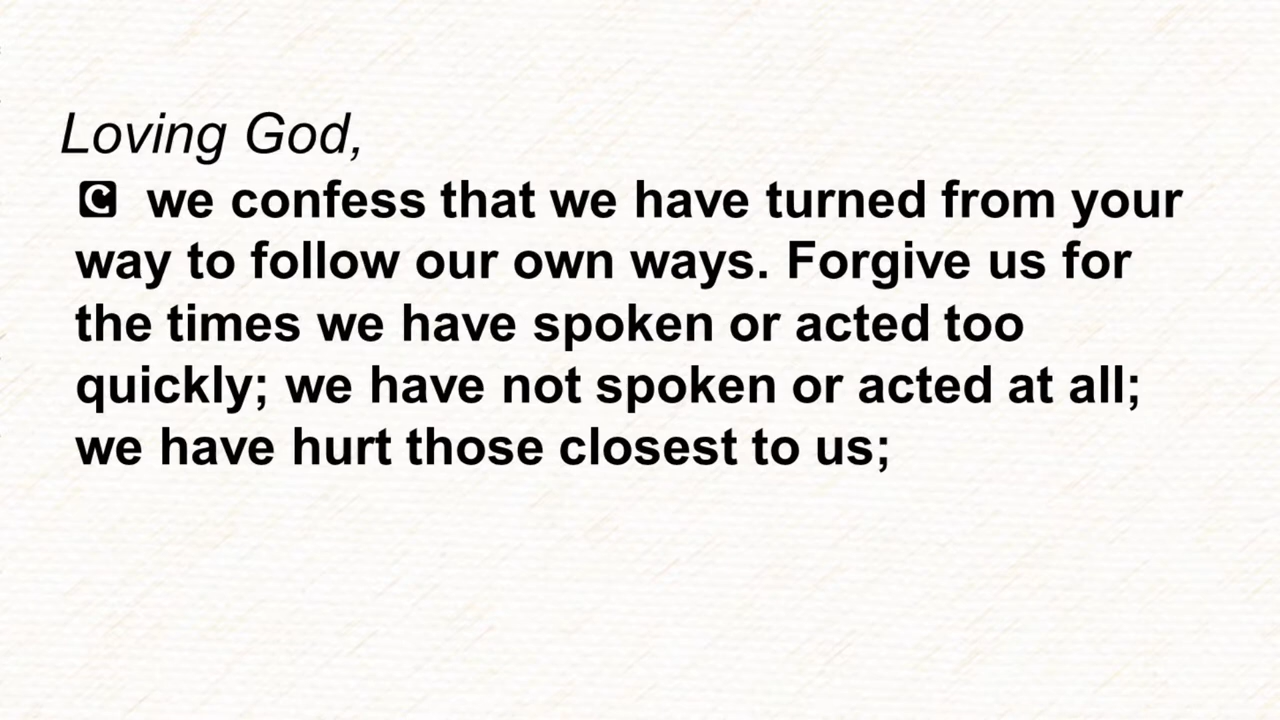 Loving God,
C we confess that we have turned from your
way to follow our own ways. Forgive us for
the times we have spoken or acted too
quickly; we have not spoken or acted at all;
we have hurt those closest to us;